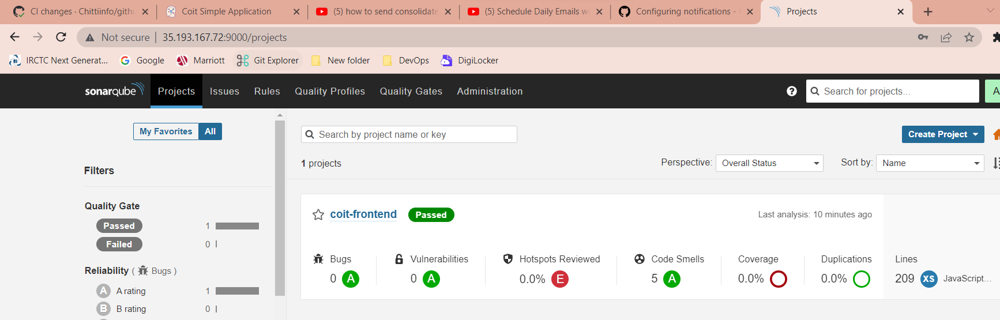 CI changes · Chittiinfo/githu
Coit Simple Application
(5) how to send consolidate
(5) Schedule Daily Emails w
Configuring notifications -
Projects
Not secure | 35.193.167.72:9000/projects
IRCTC Next Generat... Google Marriott Git Explorer New folder DevOps DigiLocker
sonarqube Projects Issues Rules Quality Profiles Quality Gates Administration ? Search for projects... A
My Favorites All
Search by project name or key
Create Project
1 projects
Perspective: Overall Status Sort by: Name
Filters
Quality Gate
Passed 1
Failed 0
Reliability ( Bugs )
A A rating 1
B B rating 0
coit-frontend Passed Last analysis: 10 minutes ago
Bugs Vulnerabilities Hotspots Reviewed Code Smells Coverage Duplications Lines
0 A 0 A 0.0% E 5 A 0.0% 0.0% 209 XS JavaScript...